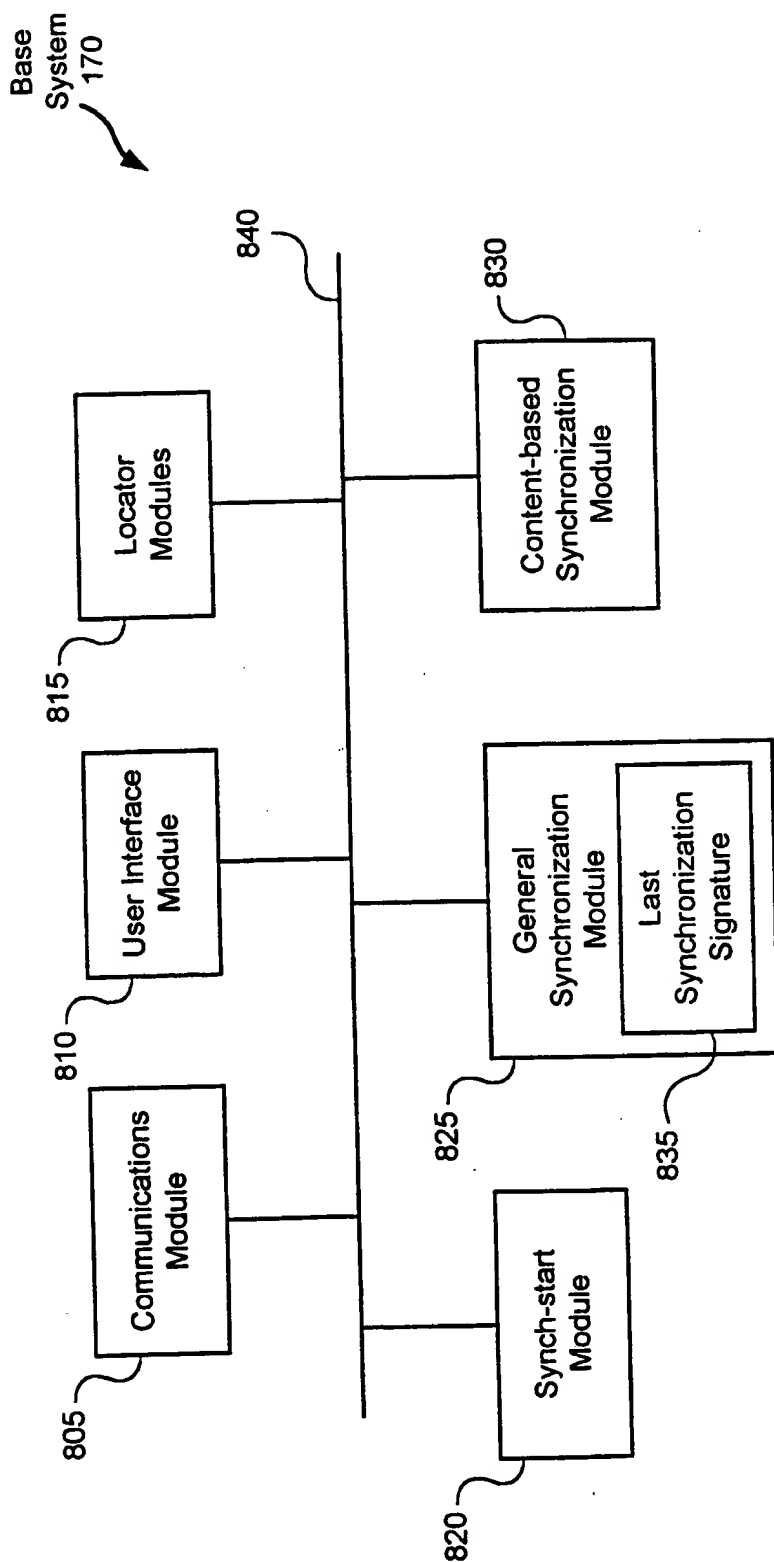 Base
System
170
805
Communications
Module
810
User Interface
Module
815
Locator
Modules
840
820
Synch-start
Module
825
General
Synchronization
Module
835
Last
Synchronization
Signature
830
Content-based
Synchronization
Module